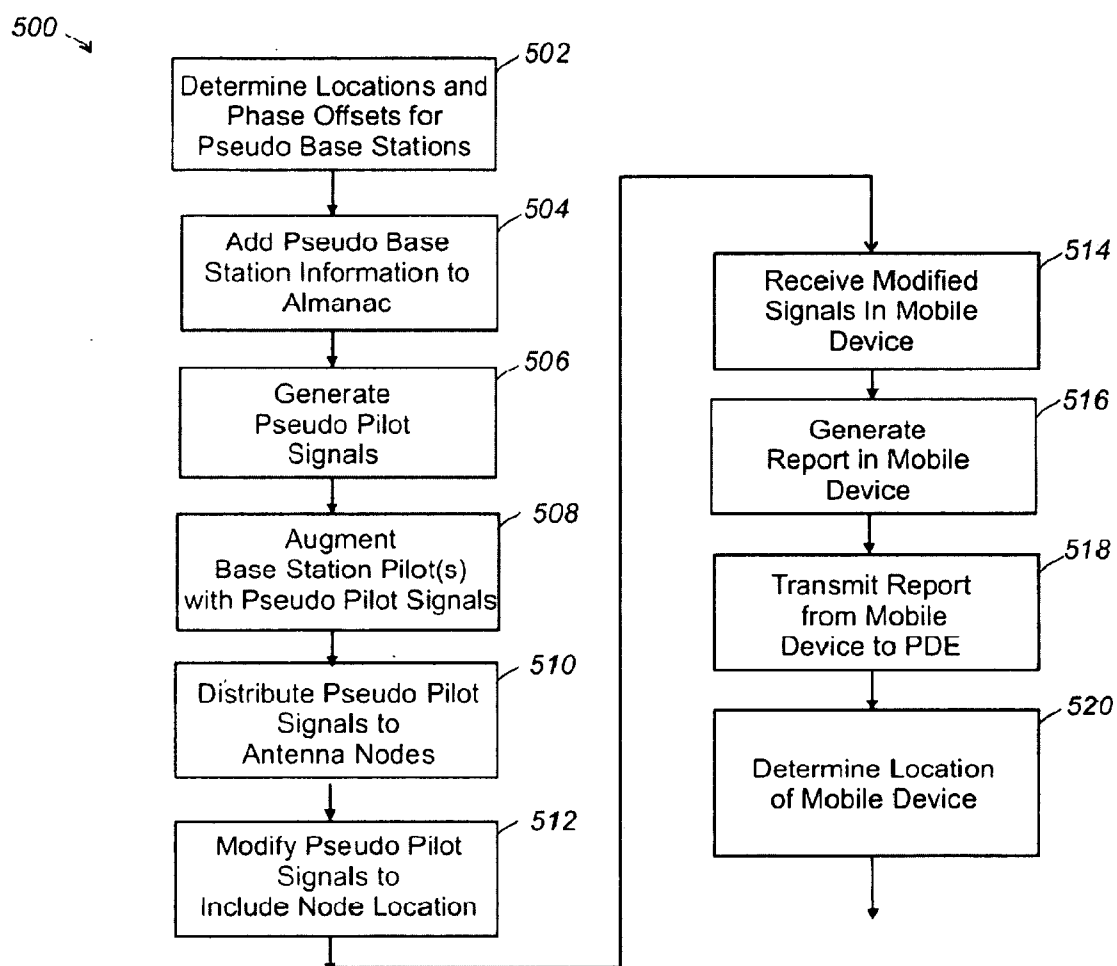 500
502
Determine Locations and
Phase Offsets for
Pseudo Base Stations
504
Add Pseudo Base
Station Information to
Almanac
506
Generate
Pseudo Pilot
Signals
508
Augment
Base Station Pilot(s)
with Pseudo Pilot Signals
510
Distribute Pseudo Pilot
Signals to
Antenna Nodes
512
Modify Pseudo Pilot
Signals to
Include Node Location
514
Receive Modified
Signals In Mobile
Device
516
Generate
Report in Mobile
Device
518
Transmit Report
from Mobile
Device to PDE
520
Determine Location
of Mobile Device